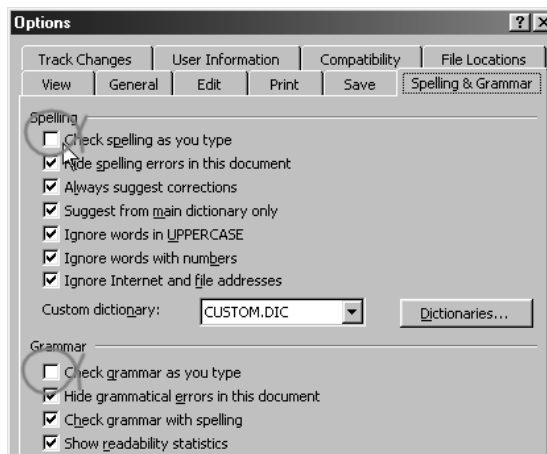 Options
Track Changes User Information Compatibility File Locations
View General Edit Print Save Spelling & Grammar
Spelling
Check spelling as you type
Hide spelling errors in this document
Always suggest corrections
Suggest from main dictionary only
Ignore words in UPPERCASE
Ignore words with numbers
Ignore Internet and file addresses
Custom dictionary: CUSTOM.DIC Dictionaries...
Grammar
Check grammar as you type
Hide grammatical errors in this document
Check grammar with spelling
Show readability statistics